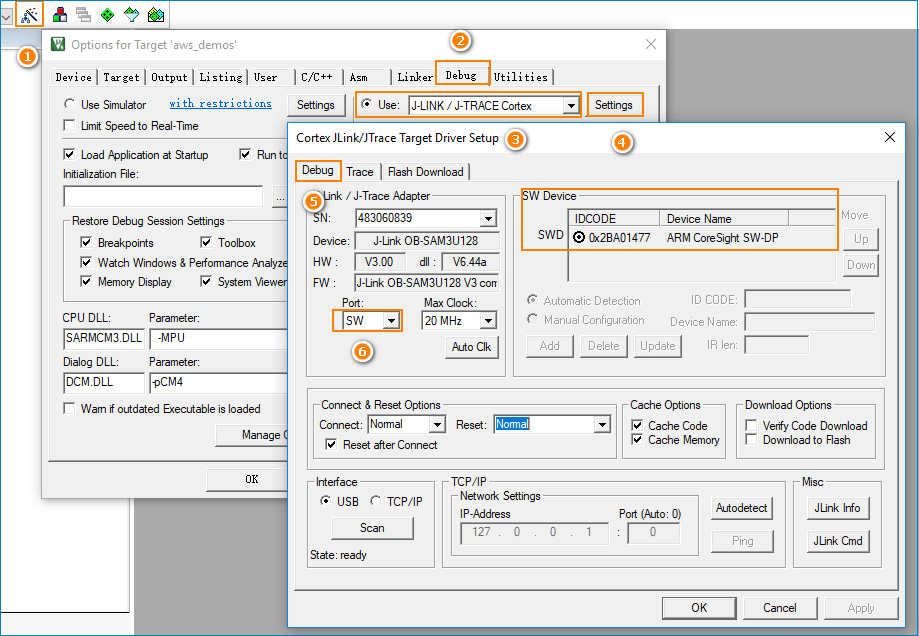 1
Options for Target 'aws_demos'
2
Device Target Output Listing User C/C++ Asm Linker Debug Utilities
Use Simulator with restrictions Settings
Use: J-LINK / J-TRACE Cortex Settings
Limit Speed to Real-Time
Load Application at Startup Run to
Initialization File:
...
Restore Debug Session Settings
Breakpoints Toolbox
Watch Windows & Performance Analyze
Memory Display System Viewer
CPU DLL: Parameter:
SARMCM3.DLL -MPU
Dialog DLL: Parameter:
DCM.DLL -pCM4
Warn if outdated Executable is loaded
Manage C
OK
Cortex JLink/JTrace Target Driver Setup
3
4
Debug Trace Flash Download
5
Link / J-Trace Adapter
SN: 483060839
Device: J-Link OB-SAM3U128
HW : V3.00 dll : V6.44a
FW : J-Link OB-SAM3U128 V3 com
Port: Max Clock:
SW 20 MHz
6
Auto Clk
SW Device
IDCODE Device Name
SWD 0x2BA01477 ARM CoreSight SW-DP
Move
Up
Down
Automatic Detection ID CODE:
Manual Configuration Device Name:
Add Delete Update IR len:
Connect & Reset Options
Connect: Normal Reset: Normal
Reset after Connect
Cache Options
Cache Code
Cache Memory
Download Options
Verify Code Download
Download to Flash
Interface
USB TCP/IP
Scan
State: ready
TCP/IP
Network Settings
IP-Address Port (Auto: 0)
127 . 0 . 0 . 1 : 0
Autodetect
Ping
Misc
JLink Info
JLink Cmd
OK Cancel Apply